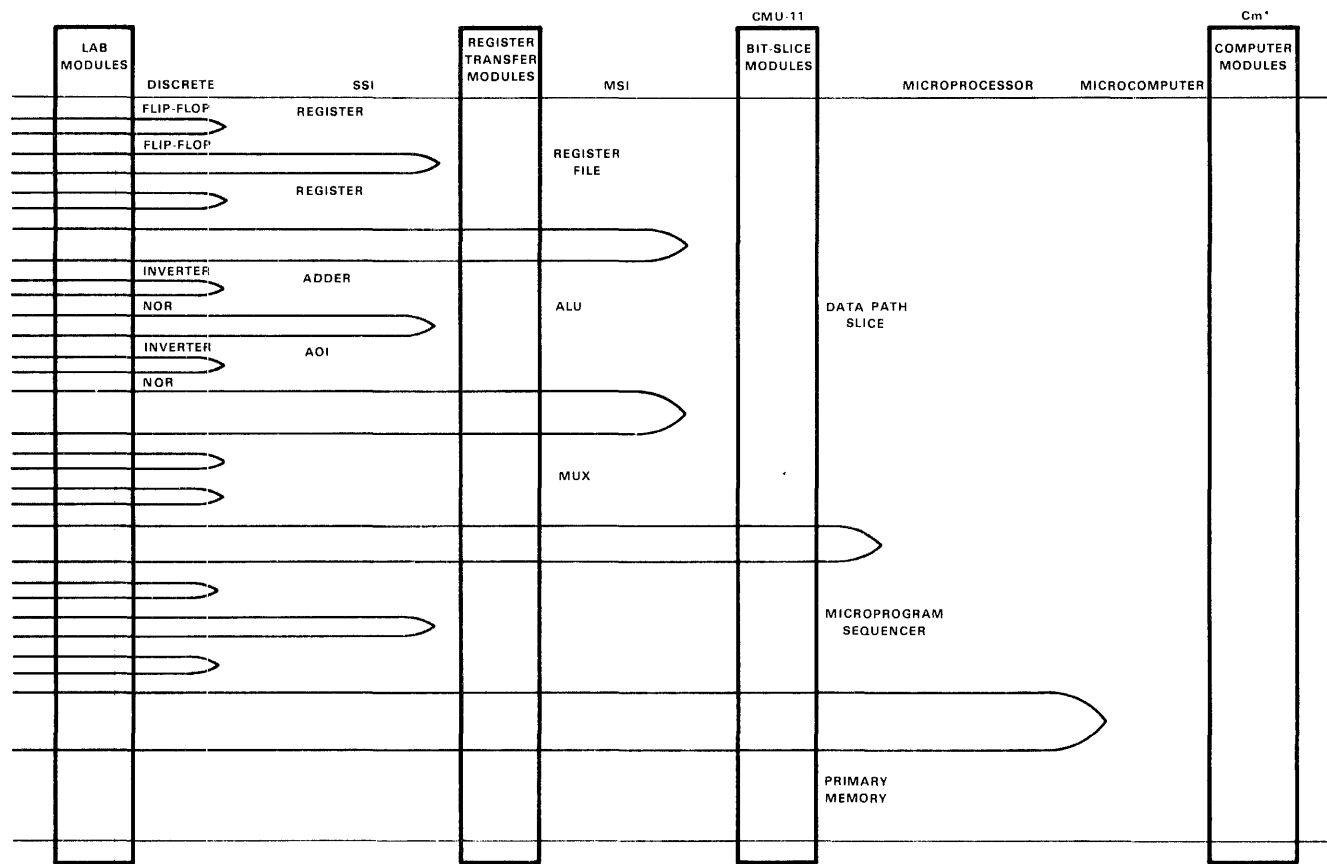 CMU-11
Cm*
LAB
MODULES
REGISTER
TRANSFER
MODULES
BIT-SLICE
MODULES
COMPUTER
MODULES
DISCRETE
SSI
MSI
MICROPROCESSOR
MICROCOMPUTER
FLIP-FLOP
REGISTER
FLIP-FLOP
REGISTER
FILE
REGISTER
INVERTER
ADDER
NOR
ALU
DATA PATH
SLICE
INVERTER
AOI
NOR
MUX
MICROPROGRAM
SEQUENCER
PRIMARY
MEMORY